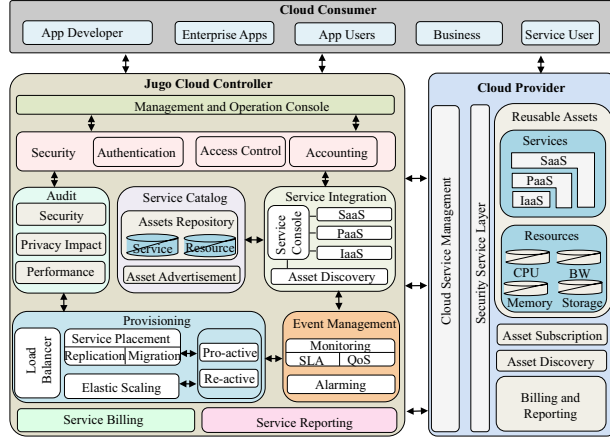 Cloud Consumer
App Developer
Enterprise Apps
App Users
Business
Service User
Jugo Cloud Controller
Management and Operation Console
Security
Authentication
Access Control
Accounting
Audit
Security
Privacy Impact
Performance
Service Catalog
Assets Repository
Service
Resource
Asset Advertisement
Service Integration
Service
Console
SaaS
PaaS
IaaS
Asset Discovery
Provisioning
Load
Balancer
Service Placement
Replication
Migration
Elastic Scaling
Pro-active
Re-active
Event Management
Monitoring
SLA
QoS
Alarming
Service Billing
Service Reporting
Cloud Provider
Cloud Service Management
Security Service Layer
Reusable Assets
Services
SaaS
PaaS
IaaS
Resources
CPU
BW
Memory
Storage
Asset Subscription
Asset Discovery
Billing and
Reporting